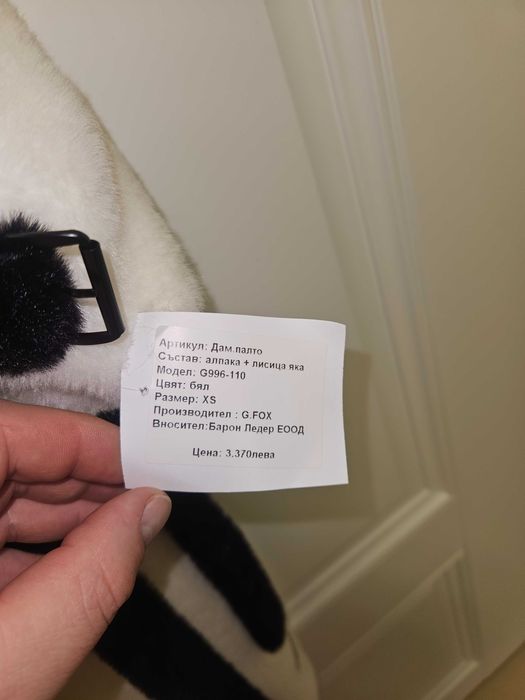 Артикул: Дам.палто
Състав: алпака + лисица яка
Модел: G996-110
Цвят: бял
Размер: XS
Производител : G.FOX
Вносител:Барон Ледер ЕООД
Цена: 3.370лева